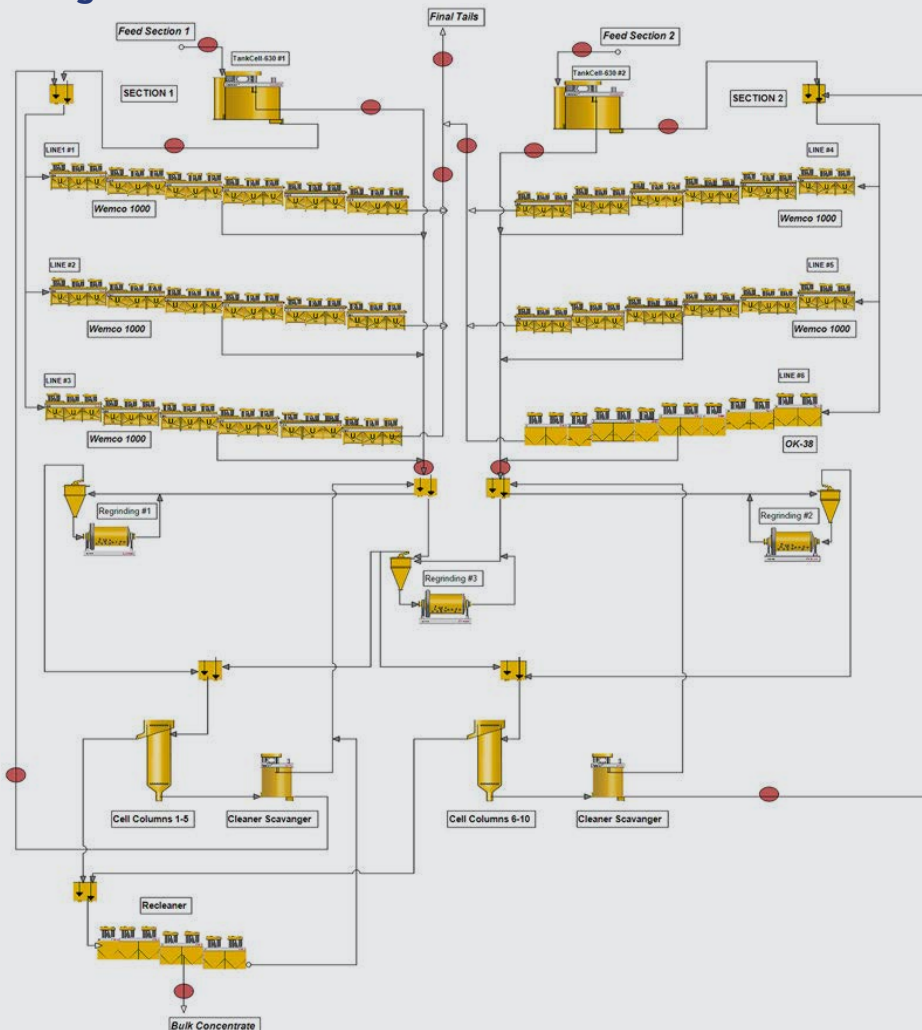 Final Tails
Feed Section 1
Feed Section 2
TankCell-630 #1
TankCell-630 #2
SECTION 1
SECTION 2
LINE1 #1
LINE #4
Wemco 1000
Wemco 1000
LINE #2
LINE #5
Wemco 1000
Wemco 1000
LINE #3
LINE #6
Wemco 1000
OK-38
Regrinding #1
Regrinding #2
Regrinding #3
Cell Columns 1-5
Cleaner Scavanger
Cell Columns 6-10
Cleaner Scavanger
Recleaner
Bulk Concentrate